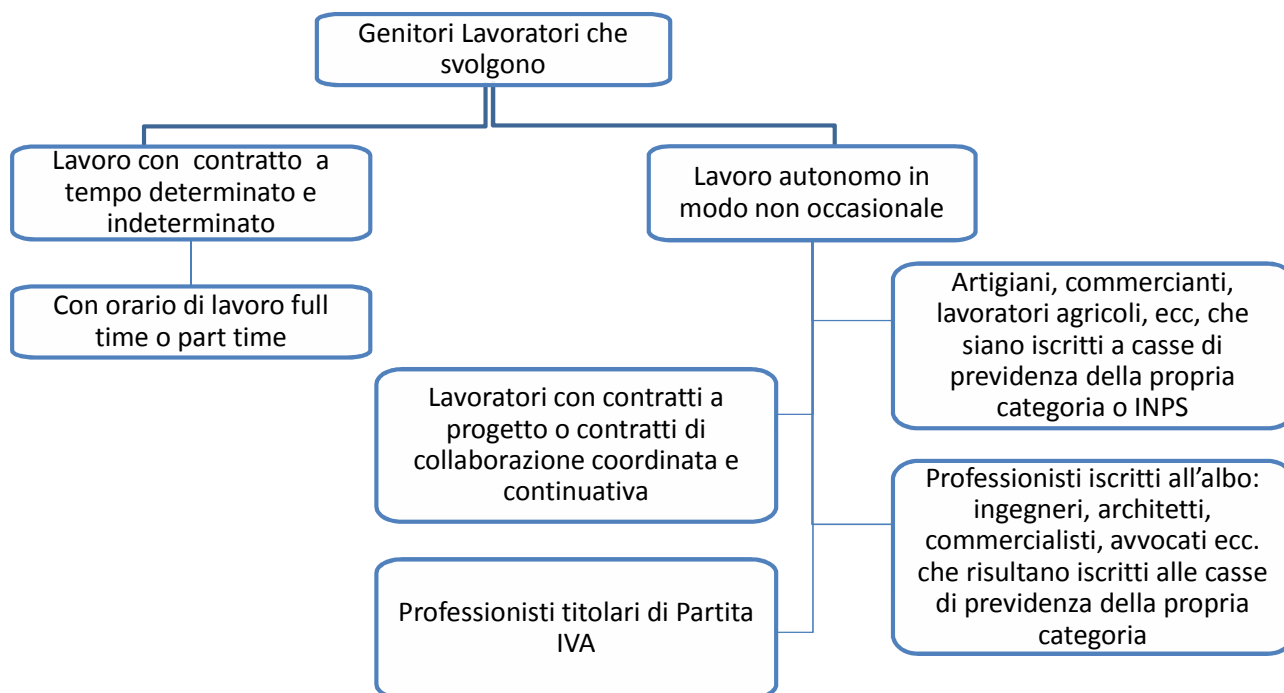 Genitori Lavoratori che
svolgono
Lavoro con contratto a
tempo determinato e
indeterminato
Con orario di lavoro full
time o part time
Lavoro autonomo in
modo non occasionale
Artigiani, commercianti,
lavoratori agricoli, ecc, che
siano iscritti a casse di
previdenza della propria
categoria o INPS
Lavoratori con contratti a
progetto o contratti di
collaborazione coordinata e
continuativa
Professionisti iscritti all’albo:
ingegneri, architetti,
commercialisti, avvocati ecc.
che risultano iscritti alle casse
di previdenza della propria
categoria
Professionisti titolari di Partita
IVA